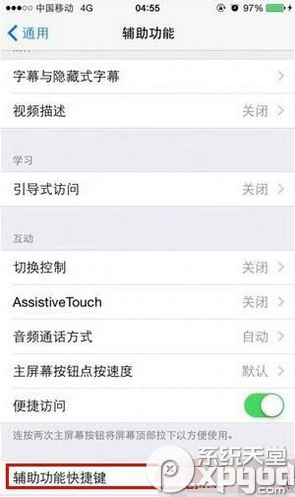 中国移动 4G 04:55 97%
通用 辅助功能
字幕与隐藏式字幕
视频描述 关闭
学习
引导式访问 关闭
互动
切换控制 关闭
AssistiveTouch 关闭
音频通话方式 自动
主屏幕按钮点按速度 默认
便捷访问
连按两次主屏幕按钮将屏幕顶部拉下以方便使用。
辅助功能快捷键
系统天堂
xpgod